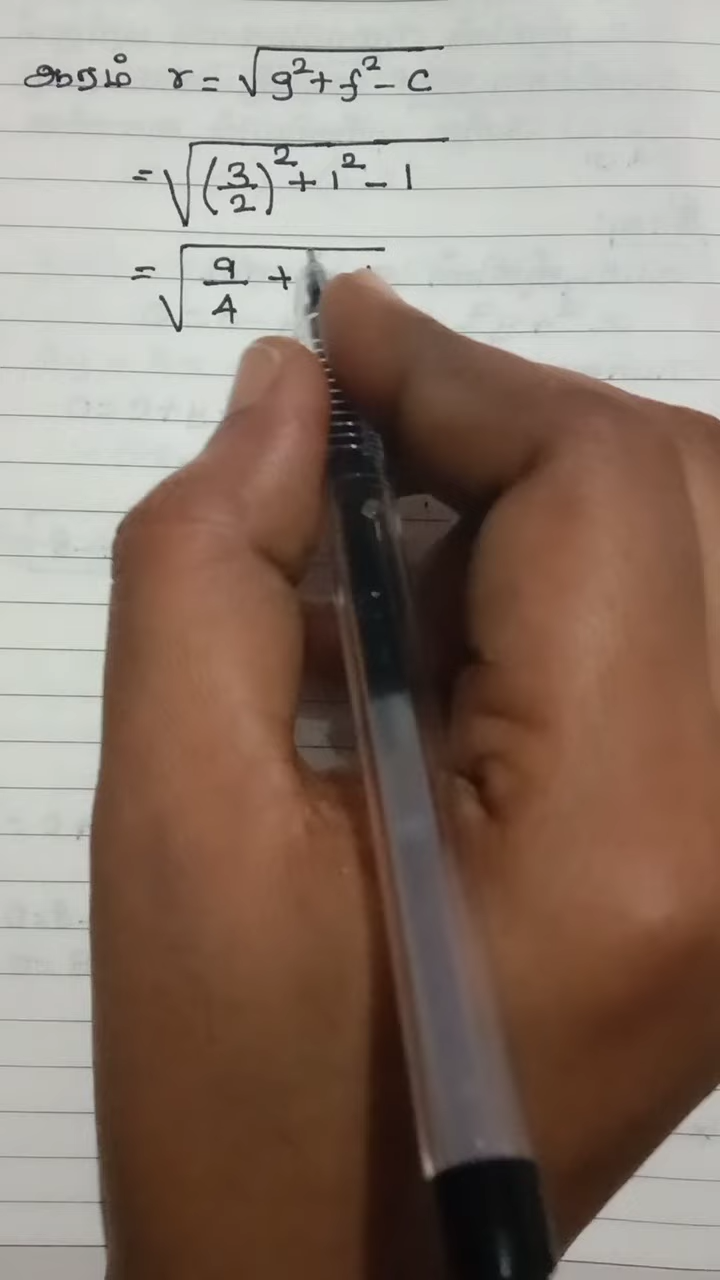 ஆரம் r = √g²+f²-c
= √(3/2)²+1²-1
= √9/4 +